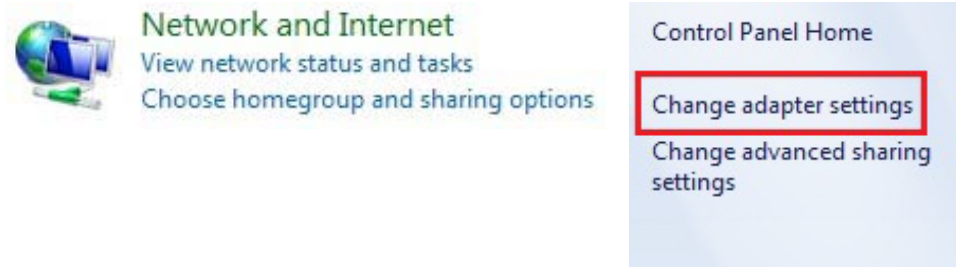 Network and Internet
View network status and tasks
Choose homegroup and sharing options
Control Panel Home
Change adapter settings
Change advanced sharing
settings